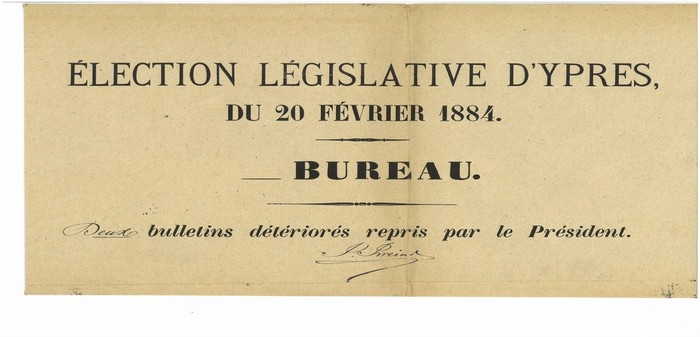 ÉLECTION LÉGISLATIVE D'YPRES,
DU 20 FÉVRIER 1884.
BUREAU.
Deux bulletins détériorés repris par le Président.